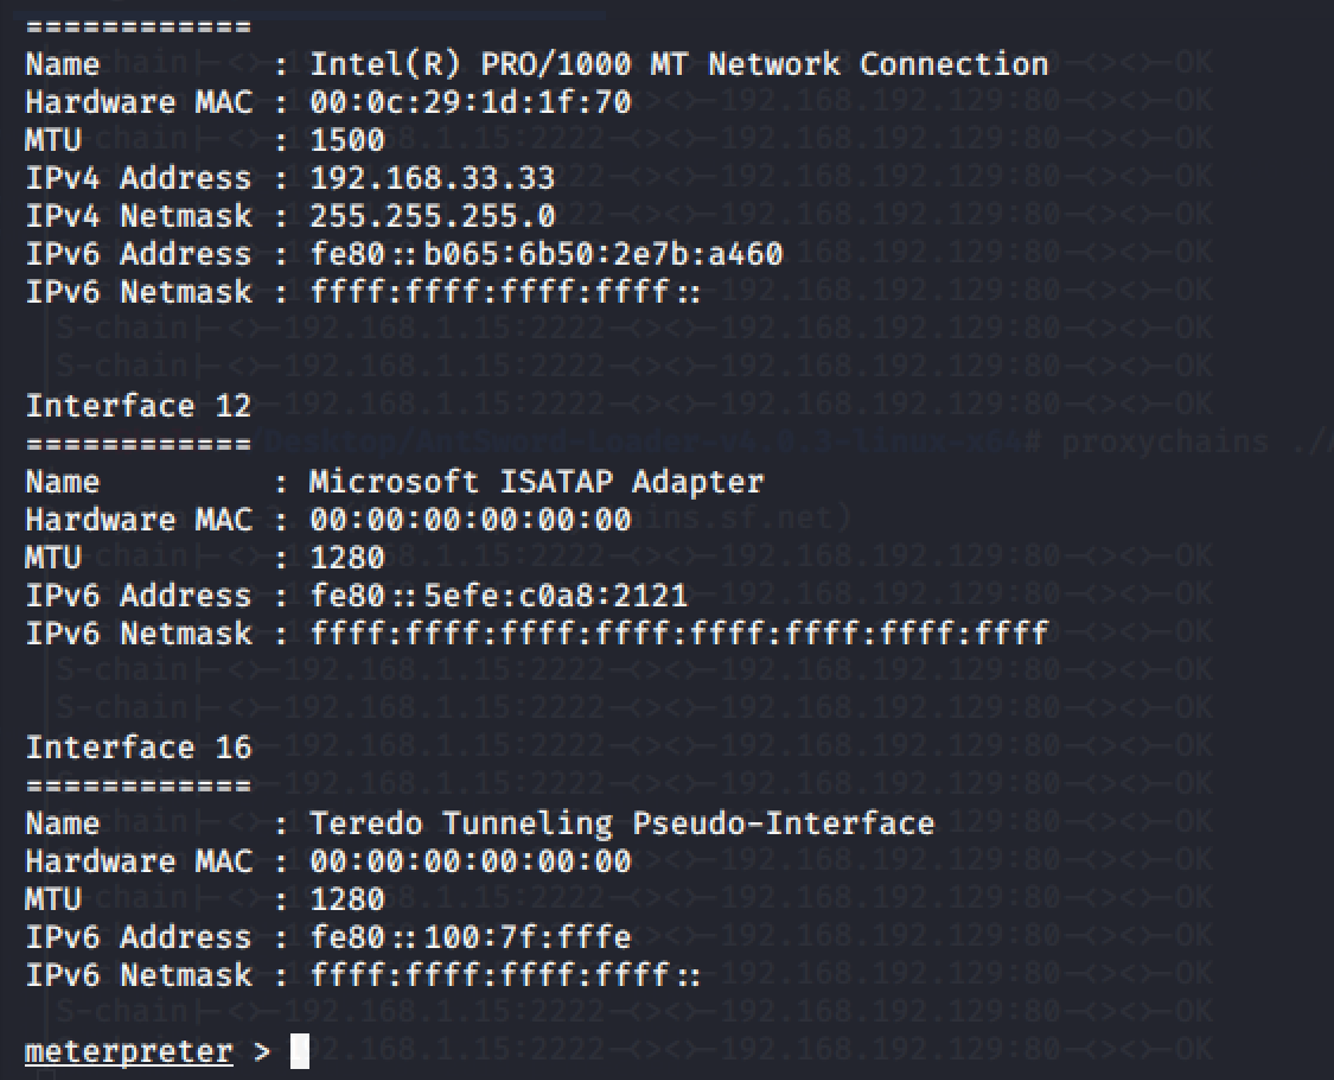 ============
Name         : Intel(R) PRO/1000 MT Network Connection
Hardware MAC : 00:0c:29:1d:1f:70
MTU          : 1500
IPv4 Address : 192.168.33.33
IPv4 Netmask : 255.255.255.0
IPv6 Address : fe80::b065:6b50:2e7b:a460
IPv6 Netmask : ffff:ffff:ffff:ffff::
Interface 12
============
Name         : Microsoft ISATAP Adapter
Hardware MAC : 00:00:00:00:00:00
MTU          : 1280
IPv6 Address : fe80::5efe:c0a8:2121
IPv6 Netmask : ffff:ffff:ffff:ffff:ffff:ffff:ffff:ffff
Interface 16
============
Name         : Teredo Tunneling Pseudo-Interface
Hardware MAC : 00:00:00:00:00:00
MTU          : 1280
IPv6 Address : fe80::100:7f:fffe
IPv6 Netmask : ffff:ffff:ffff:ffff::
meterpreter >